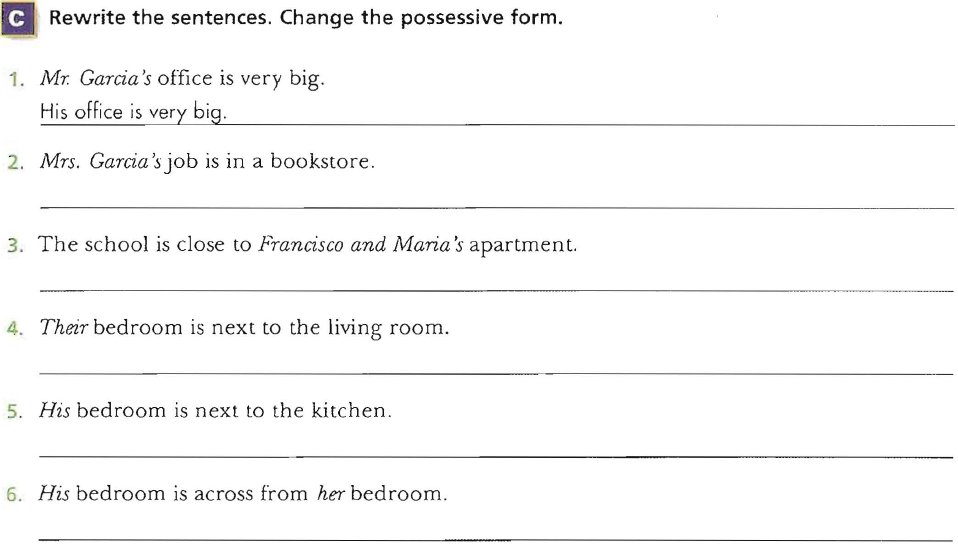 C Rewrite the sentences. Change the possessive form.
1. Mr. Garcia's office is very big.
His office is very big.
2. Mrs. Garcia's job is in a bookstore.
3. The school is close to Francisco and Maria's apartment.
4. Their bedroom is next to the living room.
5. His bedroom is next to the kitchen.
6. His bedroom is across from her bedroom.